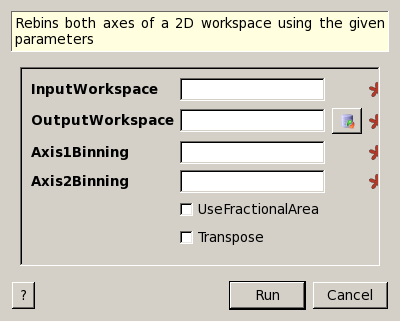 Rebins both axes of a 2D workspace using the given
parameters
InputWorkspace
OutputWorkspace
Axis1Binning
Axis2Binning
UseFractionalArea
Transpose
?
Run
Cancel